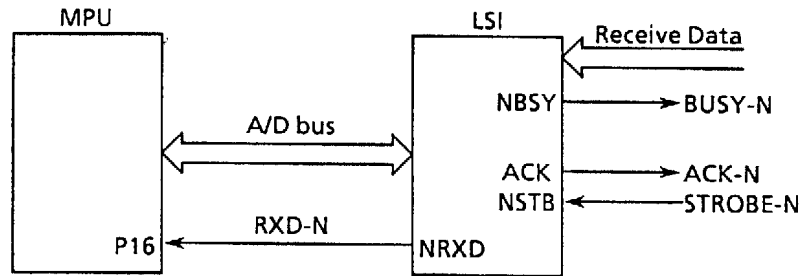 MPU
LSI
Receive Data
NBSY
BUSY-N
A/D bus
ACK
ACK-N
NSTB
STROBE-N
P16
RXD-N
NRXD